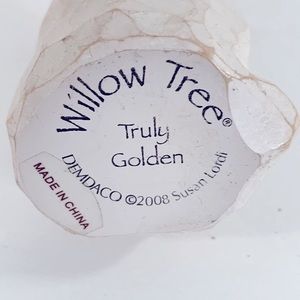 Willow Tree®
Truly
Golden
DEMDACO ©2008 Susan Lordi
MADE IN CHINA